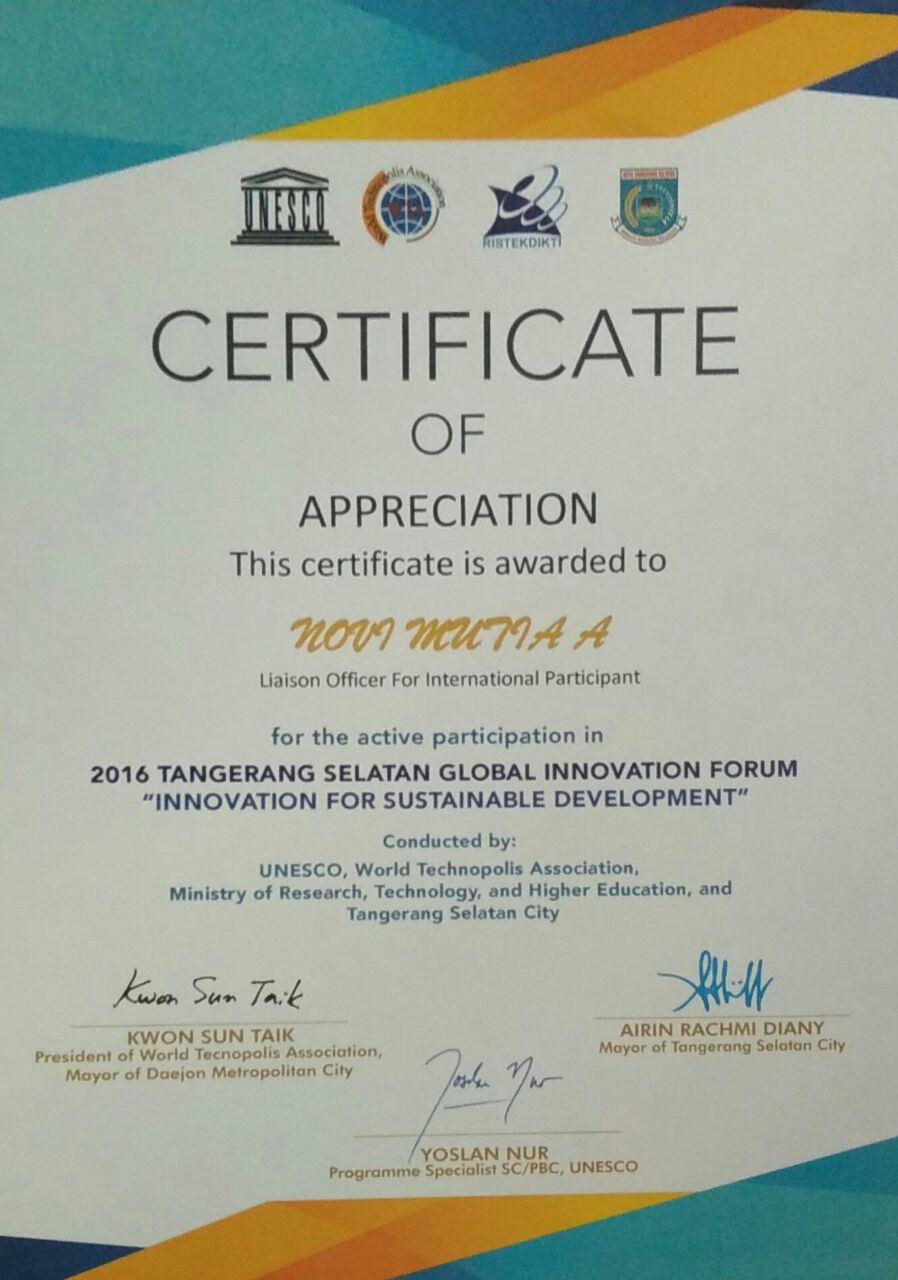 UNESCO
World Technopolis Association
WTA
RISTEKDIKTI
CERTIFICATE
OF
APPRECIATION
This certificate is awarded to
NOVI MUTIA A
Liaison Officer For International Participant
for the active participation in
2016 TANGERANG SELATAN GLOBAL INNOVATION FORUM
“INNOVATION FOR SUSTAINABLE DEVELOPMENT”
Conducted by:
UNESCO, World Technopolis Association,
Ministry of Research, Technology, and Higher Education, and
Tangerang Selatan City
Kwon Sun Taik
KWON SUN TAIK
President of World Tecnopolis Association,
Mayor of Daejon Metropolitan City
AIRIN RACHMI DIANY
Mayor of Tangerang Selatan City
Yoslan Nur
YOSLAN NUR
Programme Specialist SC/PBC, UNESCO